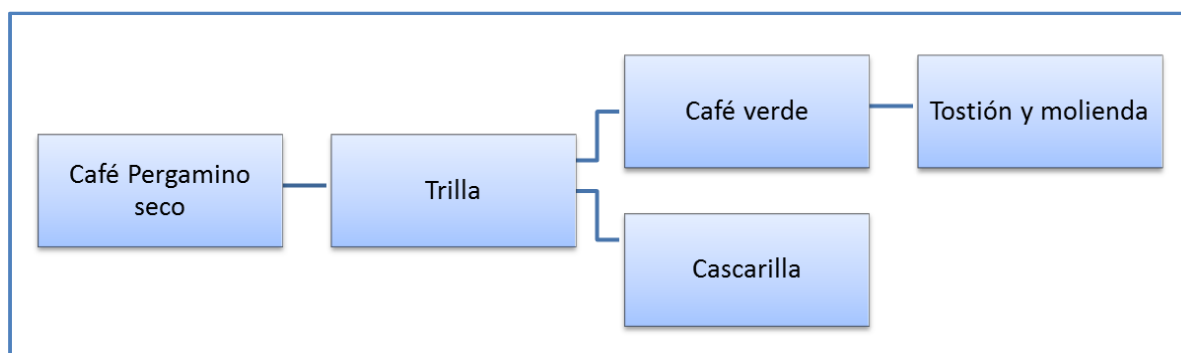 Café Pergamino
seco
Trilla
Café verde
Tostión y molienda
Cascarilla